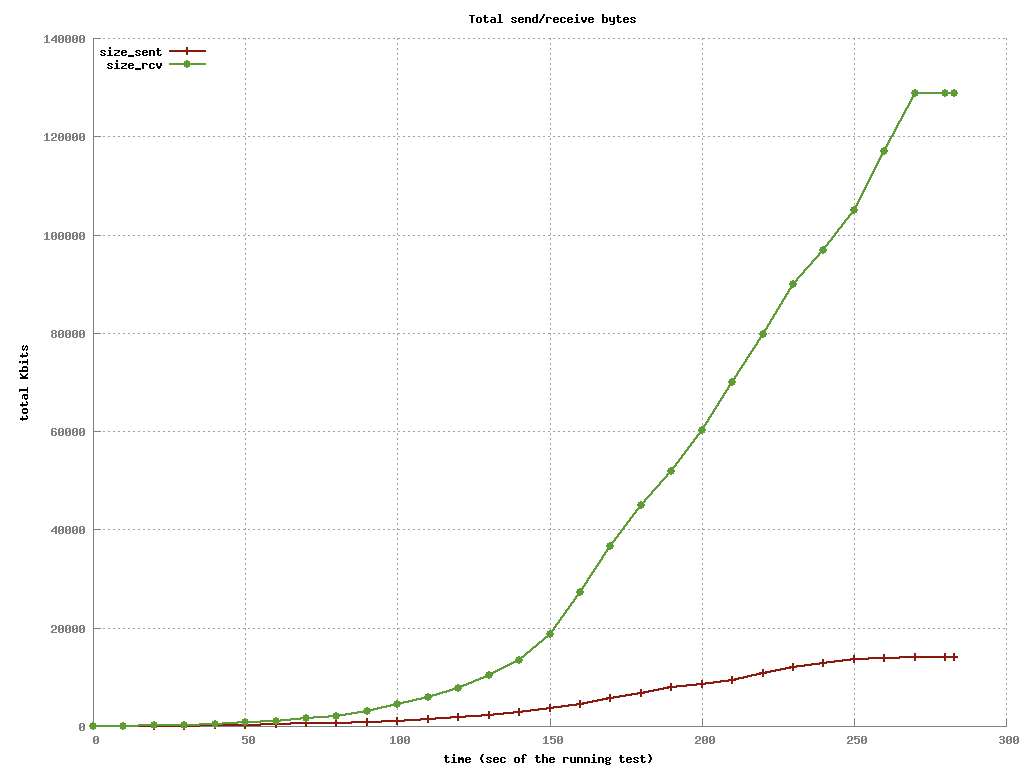 Total send/receive bytes
140000
size_sent
size_rcv
120000
100000
80000
total Kbits
60000
40000
20000
0
0 50 100 150 200 250 300
time (sec of the running test)